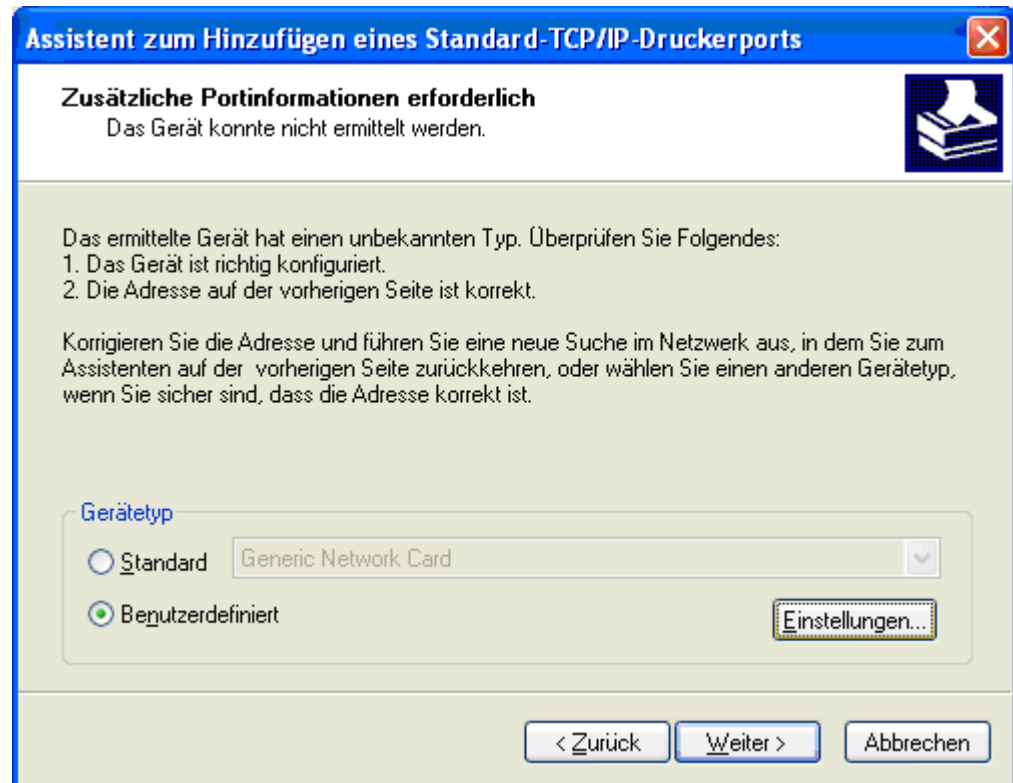 Assistent zum Hinzufügen eines Standard-TCP/IP-Druckerports
Zusätzliche Portinformationen erforderlich
Das Gerät konnte nicht ermittelt werden.
Das ermittelte Gerät hat einen unbekannten Typ. Überprüfen Sie Folgendes:
1. Das Gerät ist richtig konfiguriert.
2. Die Adresse auf der vorherigen Seite ist korrekt.
Korrigieren Sie die Adresse und führen Sie eine neue Suche im Netzwerk aus, in dem Sie zum
Assistenten auf der  vorherigen Seite zurückkehren, oder wählen Sie einen anderen Gerätetyp,
wenn Sie sicher sind, dass die Adresse korrekt ist.
Gerätetyp
Standard Generic Network Card
Benutzerdefiniert Einstellungen...
< Zurück Weiter > Abbrechen